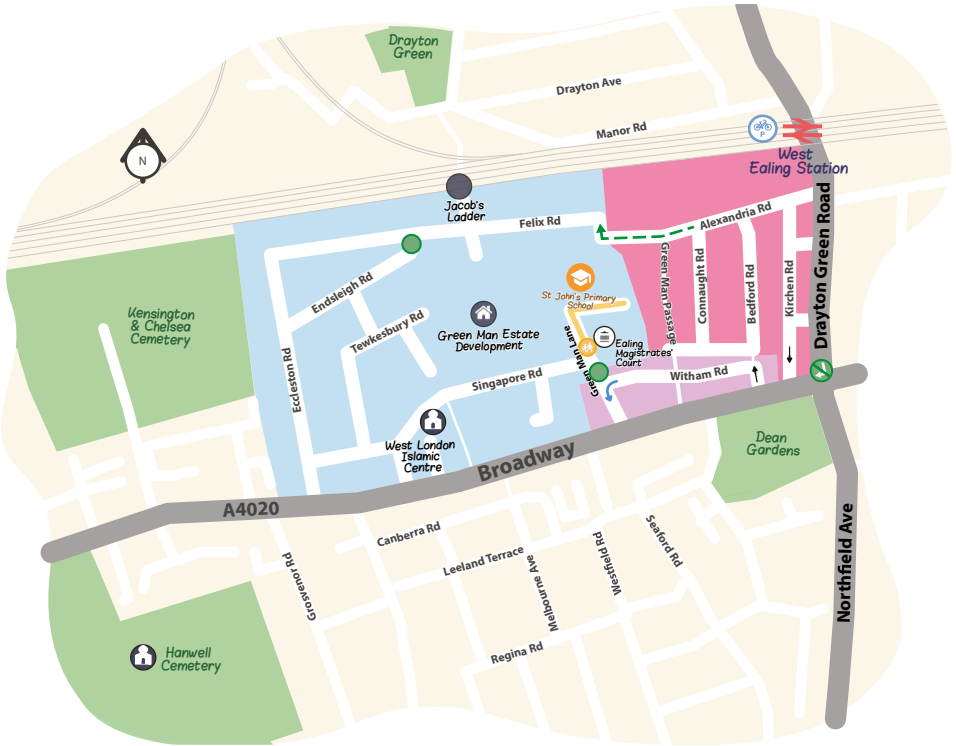 Drayton
Green
Drayton Ave
Manor Rd
P
West
Ealing Station
N
Jacob's
Ladder
Felix Rd
Alexandria Rd
Drayton Green Road
Endsleigh Rd
St John's Primary
School
Green Man Passage
Connaught Rd
Bedford Rd
Kirchen Rd
Kensington
& Chelsea
Cemetery
Tewkesbury Rd
Green Man Estate
Development
Green Man Lane
Ealing
Magistrates'
Court
Eccleston Rd
Singapore Rd
Witham Rd
West London
Islamic
Centre
Dean
Gardens
Broadway
A4020
Canberra Rd
Leeland Terrace
Grosvenor Rd
Melbourne Ave
Westfield Rd
Seaford Rd
Northfield Ave
Regina Rd
Hanwell
Cemetery